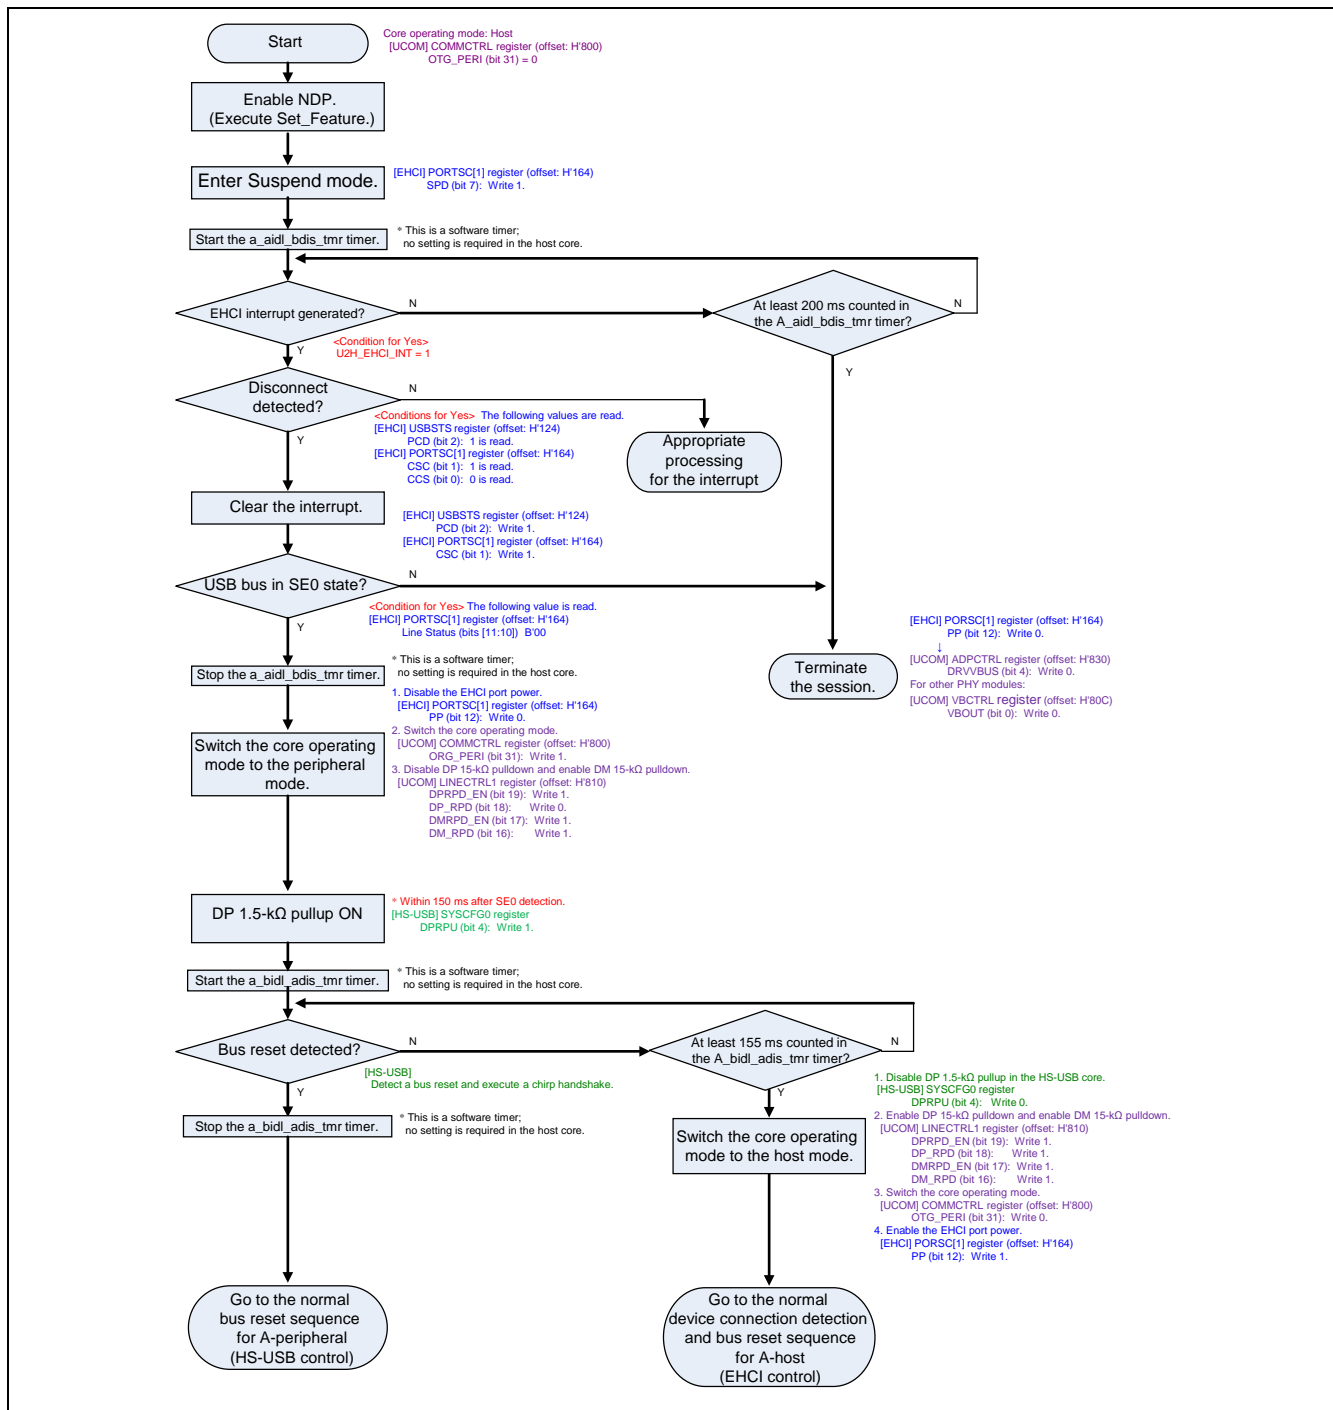 Start
Core operating mode: Host
[UCOM] COMMCTRL register (offset: H'800)
OTG_PERI (bit 31) = 0
Enable NDP.
(Execute Set_Feature.)
Enter Suspend mode.
[EHCI] PORTSC[1] register (offset: H'164)
SPD (bit 7): Write 1.
Start the a_aidl_bdis_tmr timer.
* This is a software timer;
no setting is required in the host core.
EHCI interrupt generated?
N
At least 200 ms counted in
the A_aidl_bdis_tmr timer?
N
Y
<Condition for Yes>
U2H_EHCI_INT = 1
Y
Disconnect
detected?
N
<Conditions for Yes> The following values are read.
[EHCI] USBSTS register (offset: H'124)
PCD (bit 2): 1 is read.
[EHCI] PORTSC[1] register (offset: H'164)
CSC (bit 1): 1 is read.
CCS (bit 0): 0 is read.
Y
Appropriate
processing
for the interrupt
Clear the interrupt.
[EHCI] USBSTS register (offset: H'124)
PCD (bit 2): Write 1.
[EHCI] PORTSC[1] register (offset: H'164)
CSC (bit 1): Write 1.
USB bus in SE0 state?
N
<Condition for Yes> The following value is read.
[EHCI] PORTSC[1] register (offset: H'164)
Line Status (bits [11:10]) B'00
Y
Terminate
the session.
[EHCI] PORSC[1] register (offset: H'164)
PP (bit 12): Write 0.
↓
[UCOM] ADPCTRL register (offset: H'830)
DRVVBUS (bit 4): Write 0.
For other PHY modules:
[UCOM] VBCTRL register (offset: H'80C)
VBOUT (bit 0): Write 0.
Stop the a_aidl_bdis_tmr timer.
* This is a software timer;
no setting is required in the host core.
Switch the core operating
mode to the peripheral
mode.
1. Disable the EHCI port power.
[EHCI] PORTSC[1] register (offset: H'164)
PP (bit 12): Write 0.
2. Switch the core operating mode.
[UCOM] COMMCTRL register (offset: H'800)
ORG_PERI (bit 31): Write 1.
3. Disable DP 15-kΩ pulldown and enable DM 15-kΩ pulldown.
[UCOM] LINECTRL1 register (offset: H'810)
DPRPD_EN (bit 19): Write 1.
DP_RPD (bit 18): Write 0.
DMRPD_EN (bit 17): Write 1.
DM_RPD (bit 16): Write 1.
DP 1.5-kΩ pullup ON
* Within 150 ms after SE0 detection.
[HS-USB] SYSCFG0 register
DPRPU (bit 4): Write 1.
Start the a_bidl_adis_tmr timer.
* This is a software timer;
no setting is required in the host core.
Bus reset detected?
N
At least 155 ms counted in
the A_bidl_adis_tmr timer?
N
[HS-USB]
Detect a bus reset and execute a chirp handshake.
Y
Y
Stop the a_bidl_adis_tmr timer.
* This is a software timer;
no setting is required in the host core.
Switch the core operating
mode to the host mode.
1. Disable DP 1.5-kΩ pullup in the HS-USB core.
[HS-USB] SYSCFG0 register
DPRPU (bit 4): Write 0.
2. Enable DP 15-kΩ pulldown and enable DM 15-kΩ pulldown.
[UCOM] LINECTRL1 register (offset: H'810)
DPRPD_EN (bit 19): Write 1.
DP_RPD (bit 18): Write 1.
DMRPD_EN (bit 17): Write 1.
DM_RPD (bit 16): Write 1.
3. Switch the core operating mode.
[UCOM] COMMCTRL register (offset: H'800)
OTG_PERI (bit 31): Write 0.
4. Enable the EHCI port power.
[EHCI] PORSC[1] register (offset: H'164)
PP (bit 12): Write 1.
Go to the normal
bus reset sequence
for A-peripheral
(HS-USB control)
Go to the normal
device connection detection
and bus reset sequence
for A-host
(EHCI control)